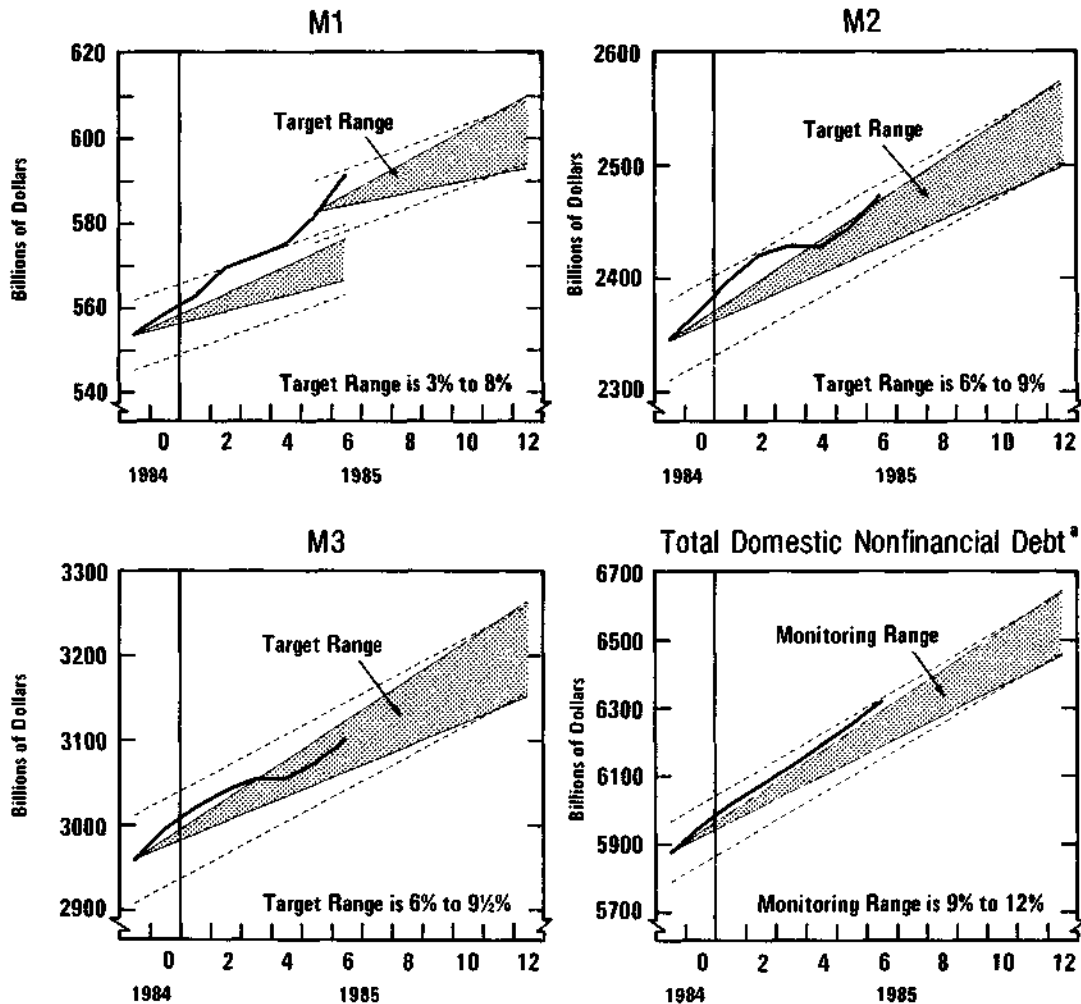 M1
620
600
580
560
540
Billions of Dollars
Target Range
Target Range is 3% to 8%
0 2 4 6 8 10 12
1984 1985
M2
2600
2500
2400
2300
Billions of Dollars
Target Range
Target Range is 6% to 9%
0 2 4 6 8 10 12
1984 1985
M3
3300
3200
3100
3000
2900
Billions of Dollars
Target Range
Target Range is 6% to 9½%
0 2 4 6 8 10 12
1984 1985
Total Domestic Nonfinancial Debt ª
6700
6500
6300
6100
5900
5700
Billions of Dollars
Monitoring Range
Monitoring Range is 9% to 12%
0 2 4 6 8 10 12
1984 1985